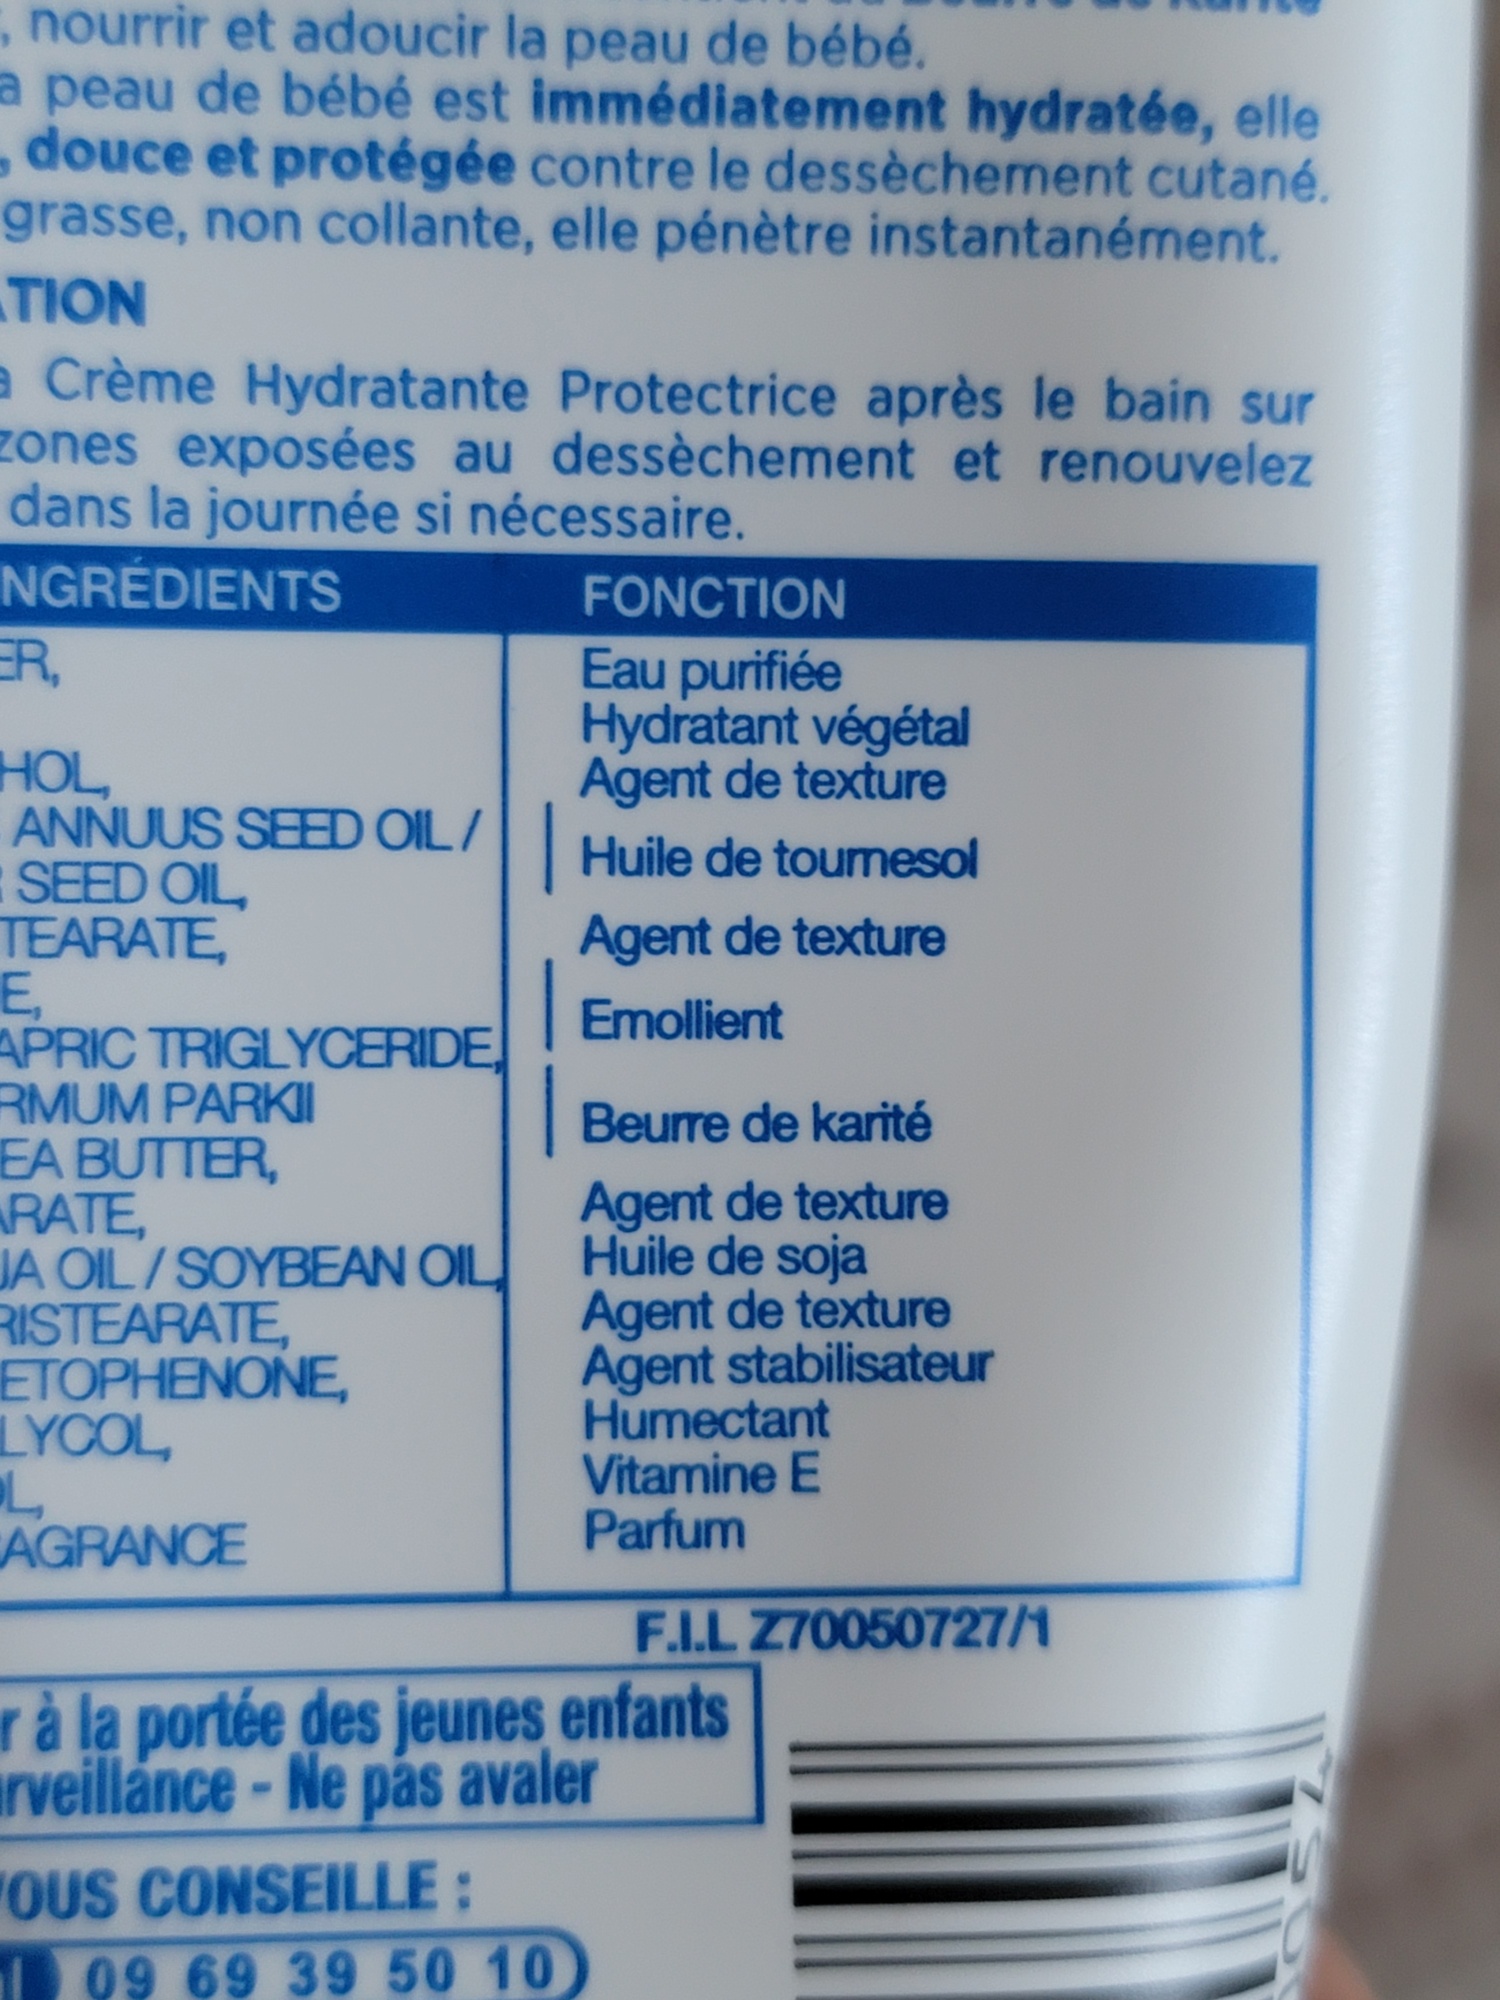 , nourrir et adoucir la peau de bébé.
a peau de bébé est immédiatement hydratée, elle
, douce et protégée contre le dessèchement cutané.
grasse, non collante, elle pénètre instantanément.
ATION
a Crème Hydratante Protectrice après le bain sur
zones exposées au dessèchement et renouvelez
dans la journée si nécessaire.
NGRÉDIENTS FONCTION
ER, Eau purifiée
Hydratant végétal
HOL, Agent de texture
ANNUUS SEED OIL /
Huile de tournesol
SEED OIL,
TEARATE, Agent de texture
E,
Emollient
APRIC TRIGLYCERIDE,
RMUM PARKII
Beurre de karité
EA BUTTER,
ARATE, Agent de texture
JA OIL / SOYBEAN OIL, Huile de soja
RISTEARATE, Agent de texture
ETOPHENONE, Agent stabilisateur
LYCOL, Humectant
OL, Vitamine E
AGRANCE Parfum
F.I.L Z70050727/1
r à la portée des jeunes enfants
rveillance - Ne pas avaler
VOUS CONSEILLE :
09 69 39 50 10